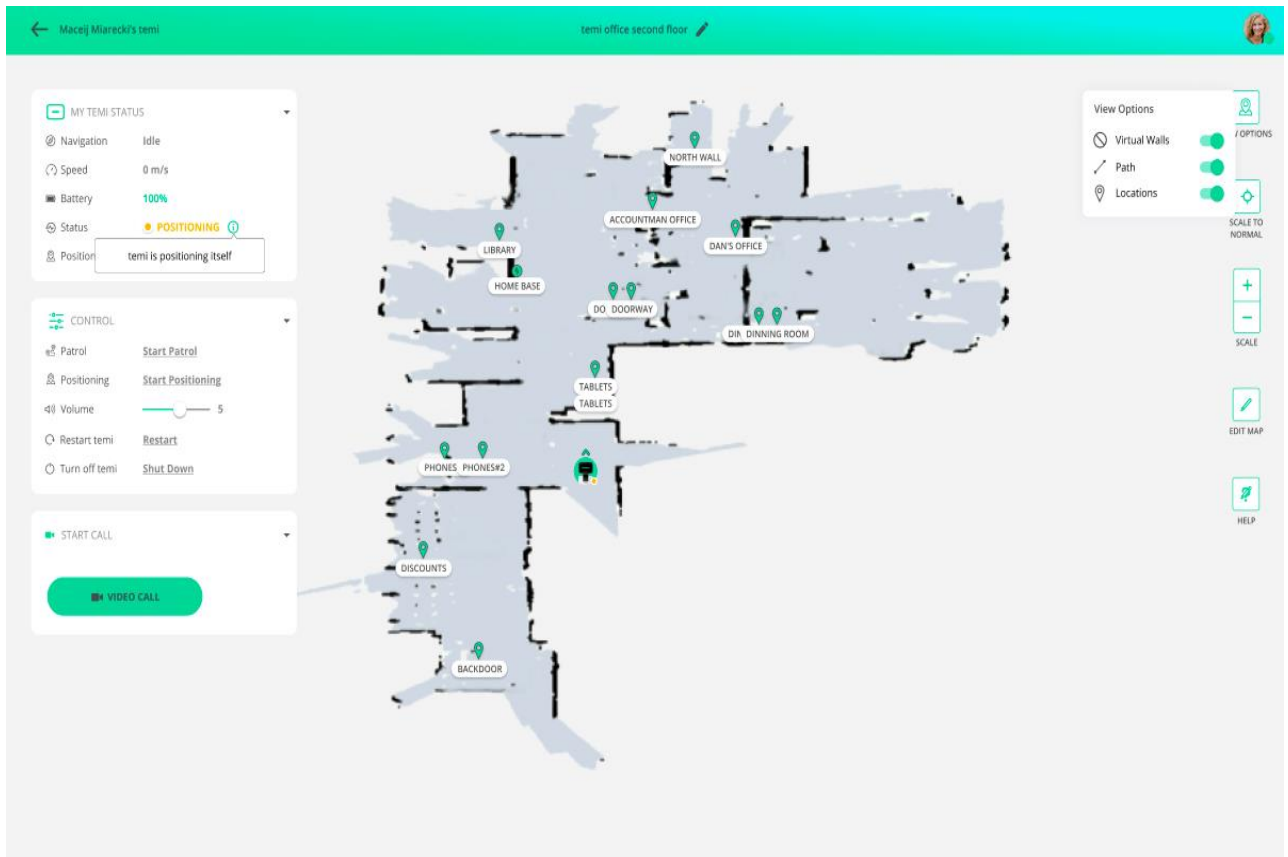 Maceij Miarecki's temi
temi office second floor
MY TEMI STATUS
Navigation Idle
Speed 0 m/s
Battery 100%
Status POSITIONING
Position
temi is positioning itself
CONTROL
Patrol Start Patrol
Positioning Start Positioning
Volume 5
Restart temi Restart
Turn off temi Shut Down
START CALL
VIDEO CALL
NORTH WALL
ACCOUNTMAN OFFICE
DAN'S OFFICE
LIBRARY
HOME BASE
DO DOORWAY
DIN DINNING ROOM
TABLETS
TABLETS
PHONES PHONES#2
DISCOUNTS
BACKDOOR
View Options
Virtual Walls
Path
Locations
OPTIONS
SCALE TO
NORMAL
+
−
SCALE
EDIT MAP
HELP